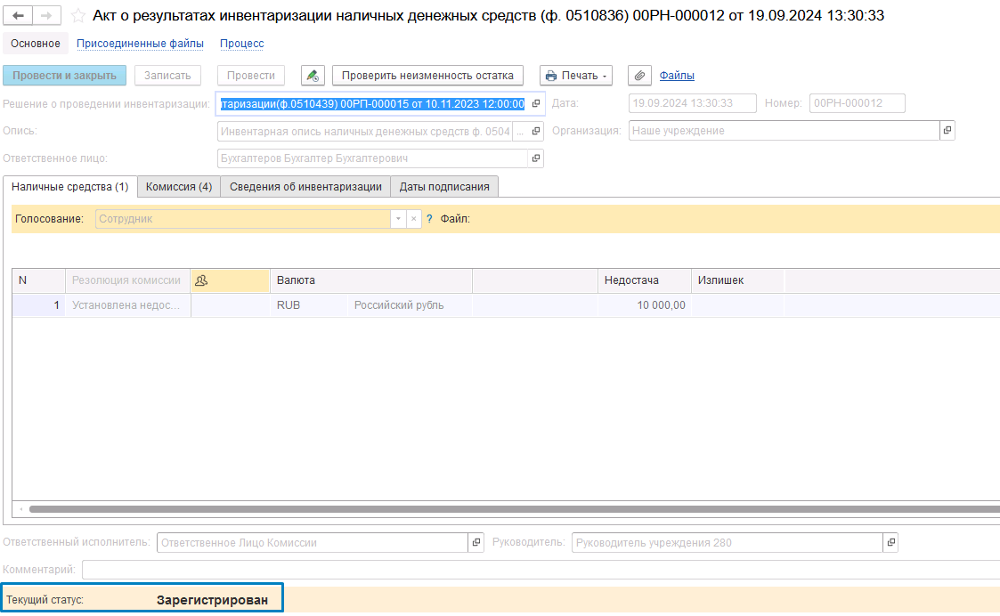 Акт о результатах инвентаризации наличных денежных средств (ф. 0510836) 00РН-000012 от 19.09.2024 13:30:33
Основное Присоединенные файлы Процесс
Провести и закрыть Записать Провести Проверить неизменность остатка Печать Файлы
Решение о проведении инвентаризации: таризации(ф.0510439) 00РП-000015 от 10.11.2023 12:00:00 Дата: 19.09.2024 13:30:33 Номер: 00РН-000012
Опись: Инвентарная опись наличных денежных средств ф. 0504 ... Организация: Наше учреждение
Ответственное лицо: Бухгалтеров Бухгалтер Бухгалтерович
Наличные средства (1) Комиссия (4) Сведения об инвентаризации Даты подписания
Голосование: Сотрудник ? Файл:
N Резолюция комиссии Валюта Недостача Излишек
1 Установлена недос... RUB Российский рубль 10 000,00
Ответственный исполнитель: Ответственное Лицо Комиссии Руководитель: Руководитель учреждения 280
Комментарий:
Текущий статус: Зарегистрирован